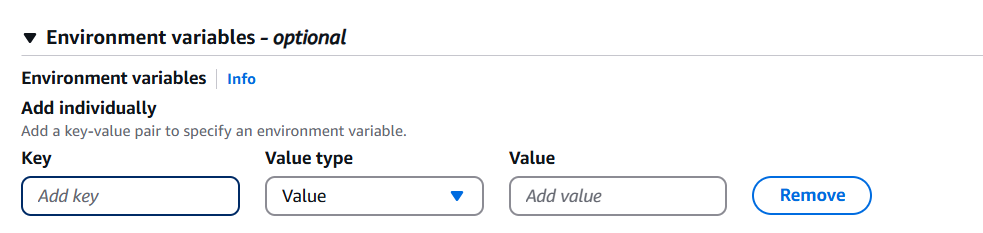 Environment variables - optional
Environment variables Info
Add individually
Add a key-value pair to specify an environment variable.
Key Value type Value
Add key Value Add value Remove